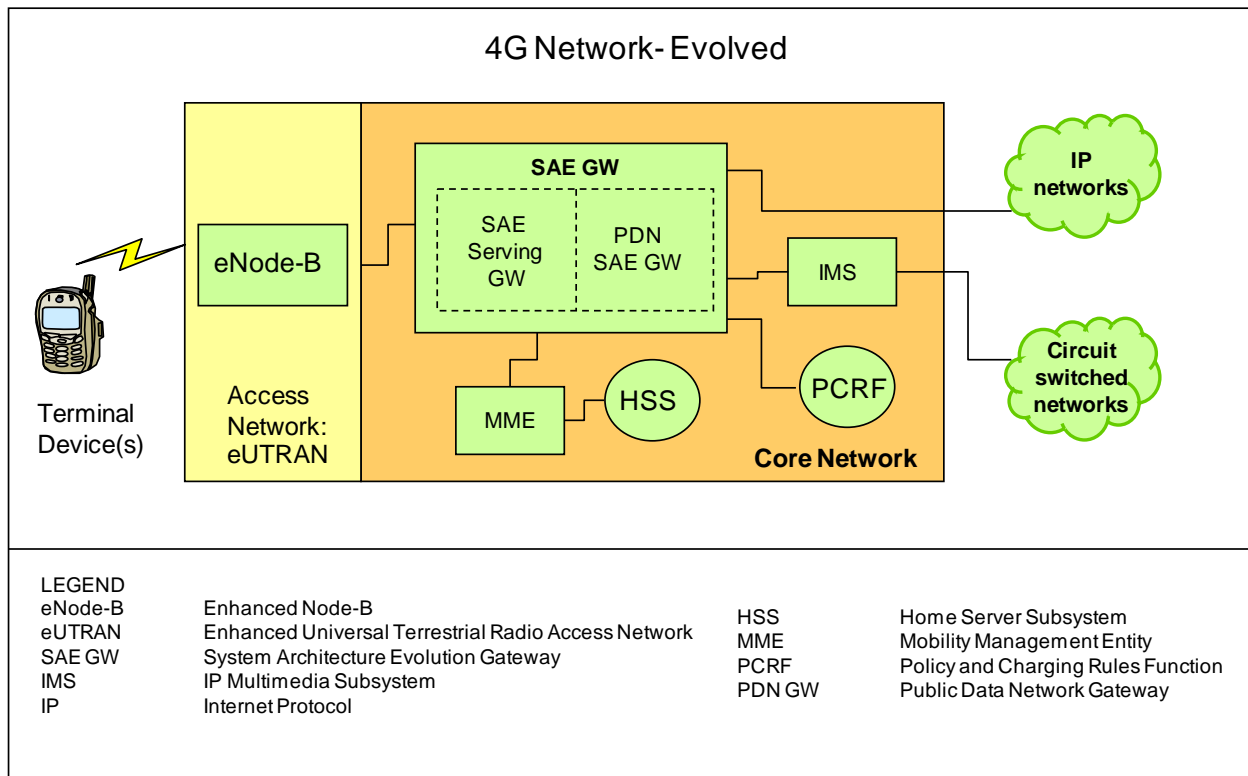 4G Network- Evolved
SAE GW
SAE
Serving
GW
PDN
SAE GW
eNode-B
IMS
MME
HSS
PCRF
IP
networks
Circuit
switched
networks
Terminal
Device(s)
Access
Network:
eUTRAN
Core Network
LEGEND
eNode-B Enhanced Node-B
eUTRAN Enhanced Universal Terrestrial Radio Access Network
SAE GW System Architecture Evolution Gateway
IMS IP Multimedia Subsystem
IP Internet Protocol
HSS Home Server Subsystem
MME Mobility Management Entity
PCRF Policy and Charging Rules Function
PDN GW Public Data Network Gateway